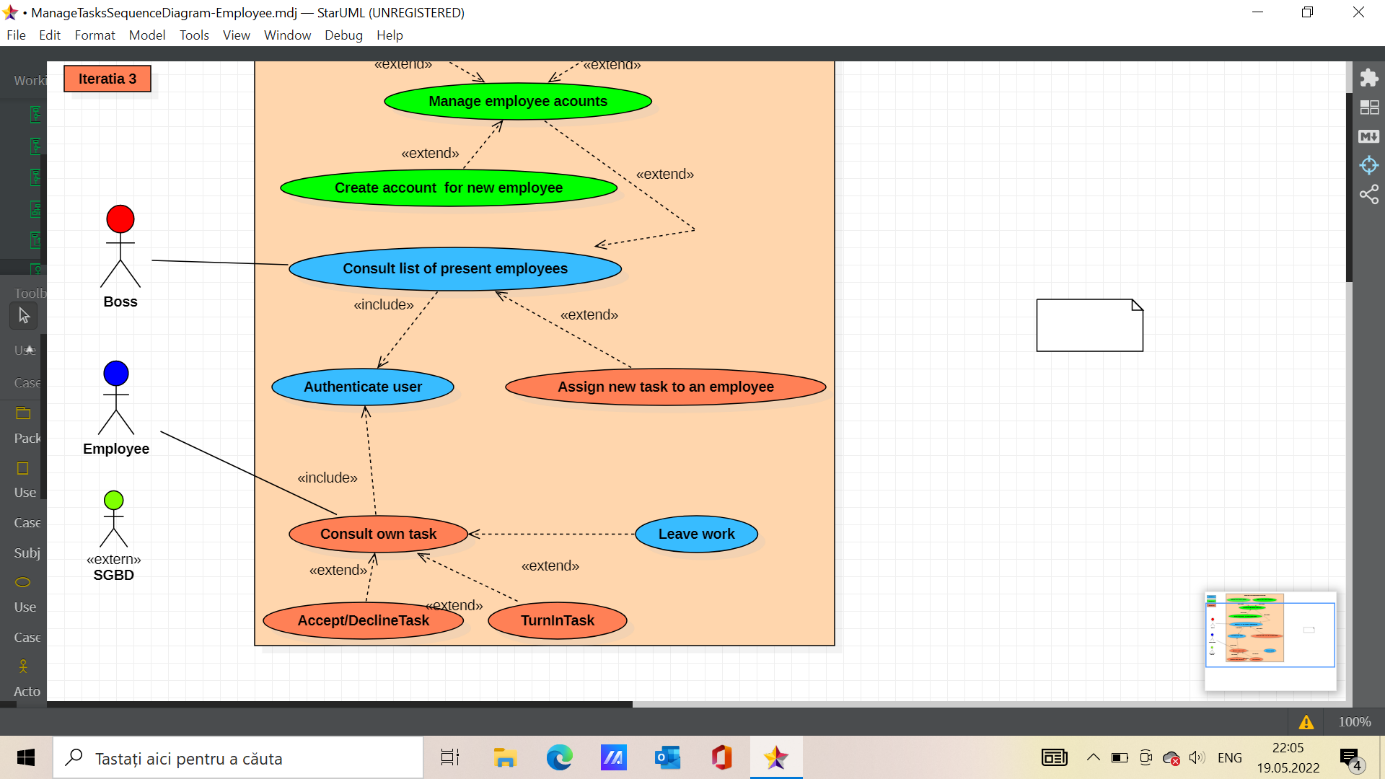 • ManageTasksSequenceDiagram-Employee.mdj — StarUML (UNREGISTERED)
File Edit Format Model Tools View Window Debug Help
Iteratia 3
«extend»
«extend»
Manage employee acounts
«extend»
«extend»
Create account for new employee
Consult list of present employees
Boss
«include»
«extend»
Authenticate user
Assign new task to an employee
Employee
«include»
Consult own task
Leave work
«extern»
SGBD
«extend»
«extend»
«extend»
Accept/DeclineTask
TurnInTask
Worki
Toolb
Use
Case
Pack
Use
Case
Subj
Use
Case
Acto
100%
Tastați aici pentru a căuta
ENG
22:05
19.05.2022
4